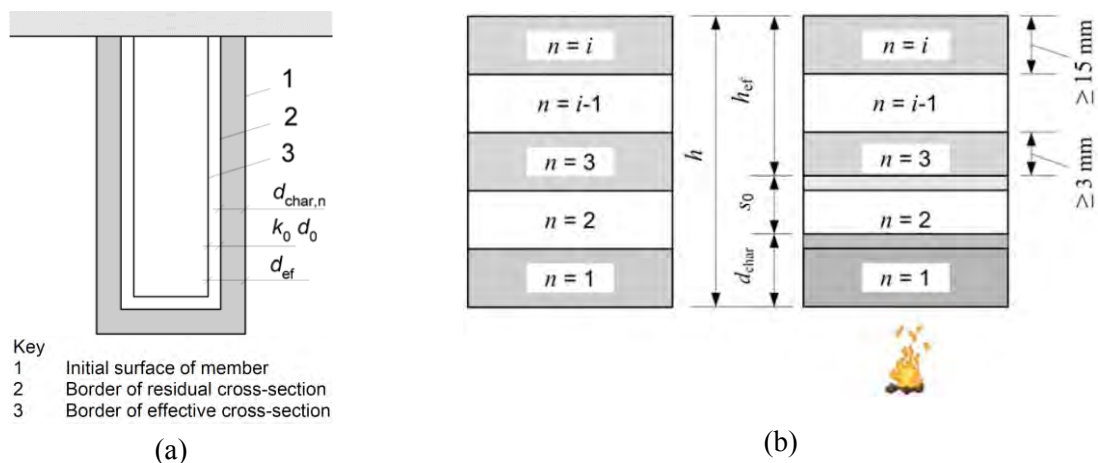 1
2
3
d_char,n
k_0 d_0
d_ef
Key
1 Initial surface of member
2 Border of residual cross-section
3 Border of effective cross-section
(a)
n = i
n = i-1
n = 3
n = 2
n = 1
h
h_ef
s_0
d_char
n = i
n = i-1
n = 3
n = 2
n = 1
≥ 15 mm
≥ 3 mm
(b)